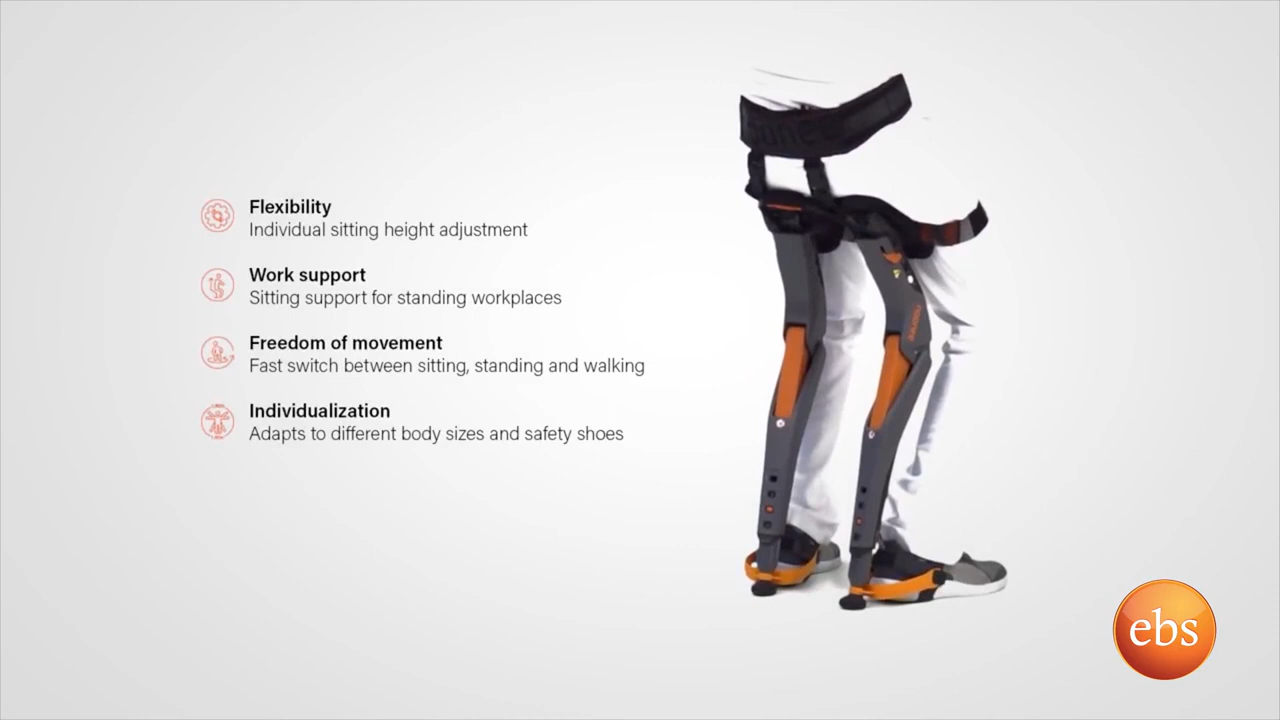 Flexibility
Individual sitting height adjustment
Work support
Sitting support for standing workplaces
Freedom of movement
Fast switch between sitting, standing and walking
Individualization
Adapts to different body sizes and safety shoes
ebs